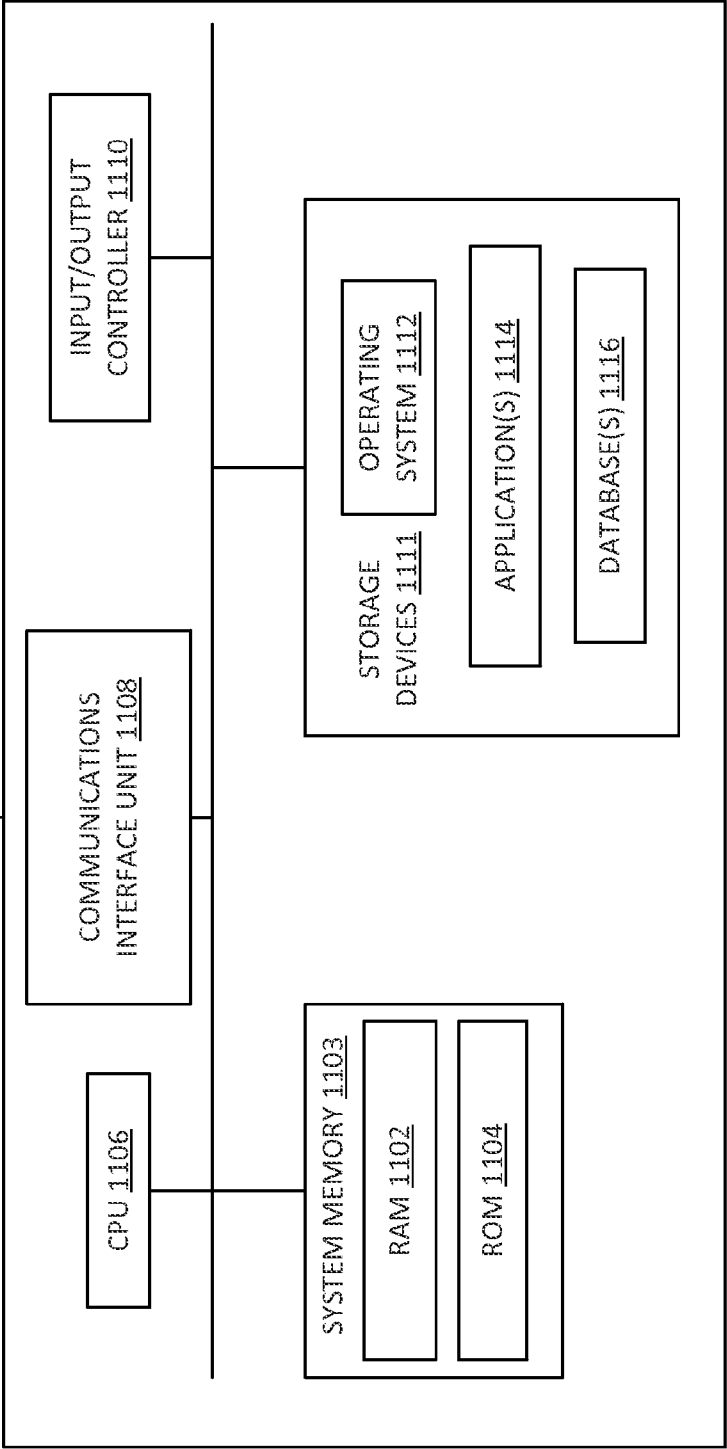 CPU 1106
COMMUNICATIONS
INTERFACE UNIT 1108
INPUT/OUTPUT
CONTROLLER 1110
SYSTEM MEMORY 1103
RAM 1102
ROM 1104
STORAGE
DEVICES 1111
OPERATING
SYSTEM 1112
APPLICATION(S) 1114
DATABASE(S) 1116